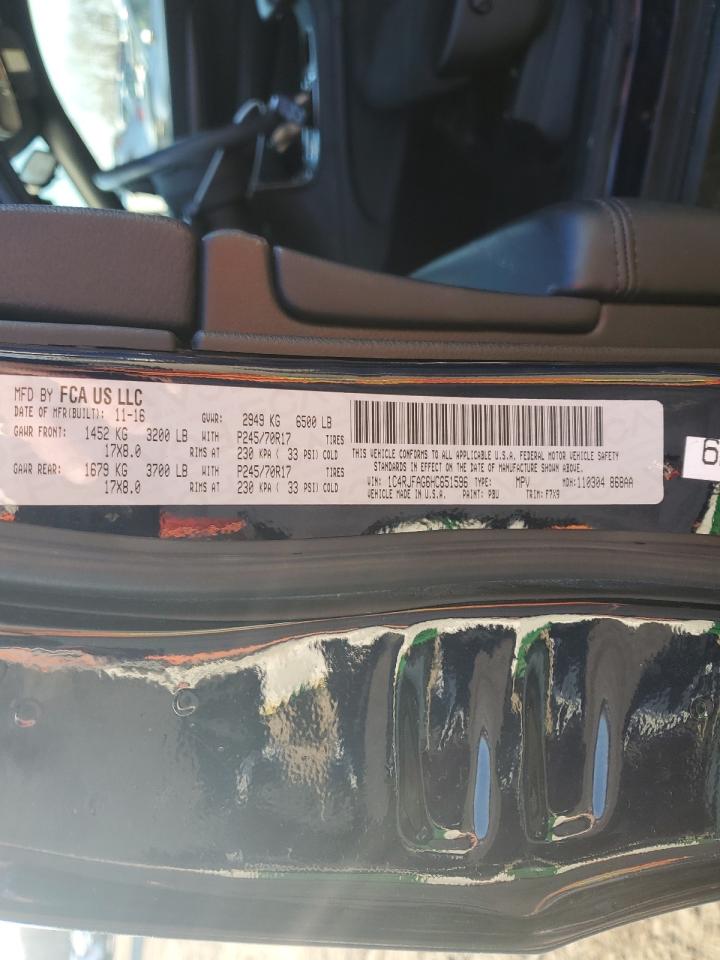 MFD BY FCA US LLC
DATE OF MFR(BUILT): 11-16 GVWR: 2949 KG 6500 LB
GAWR FRONT: 1452 KG 3200 LB WITH P245/70R17 TIRES
17X8.0 RIMS AT 230 KPA ( 33 PSI) COLD
GAWR REAR: 1679 KG 3700 LB WITH P245/70R17 TIRES
17X8.0 RIMS AT 230 KPA ( 33 PSI) COLD
THIS VEHICLE CONFORMS TO ALL APPLICABLE U.S.A. FEDERAL MOTOR VEHICLE SAFETY
STANDARDS IN EFFECT ON THE DATE OF MANUFACTURE SHOWN ABOVE.
VIN: 1C4RJFAG6HC651596 TYPE: MPV MDH: 110304 868AA
VEHICLE MADE IN U.S.A. PAINT: PBU TRIM: F7X9
6